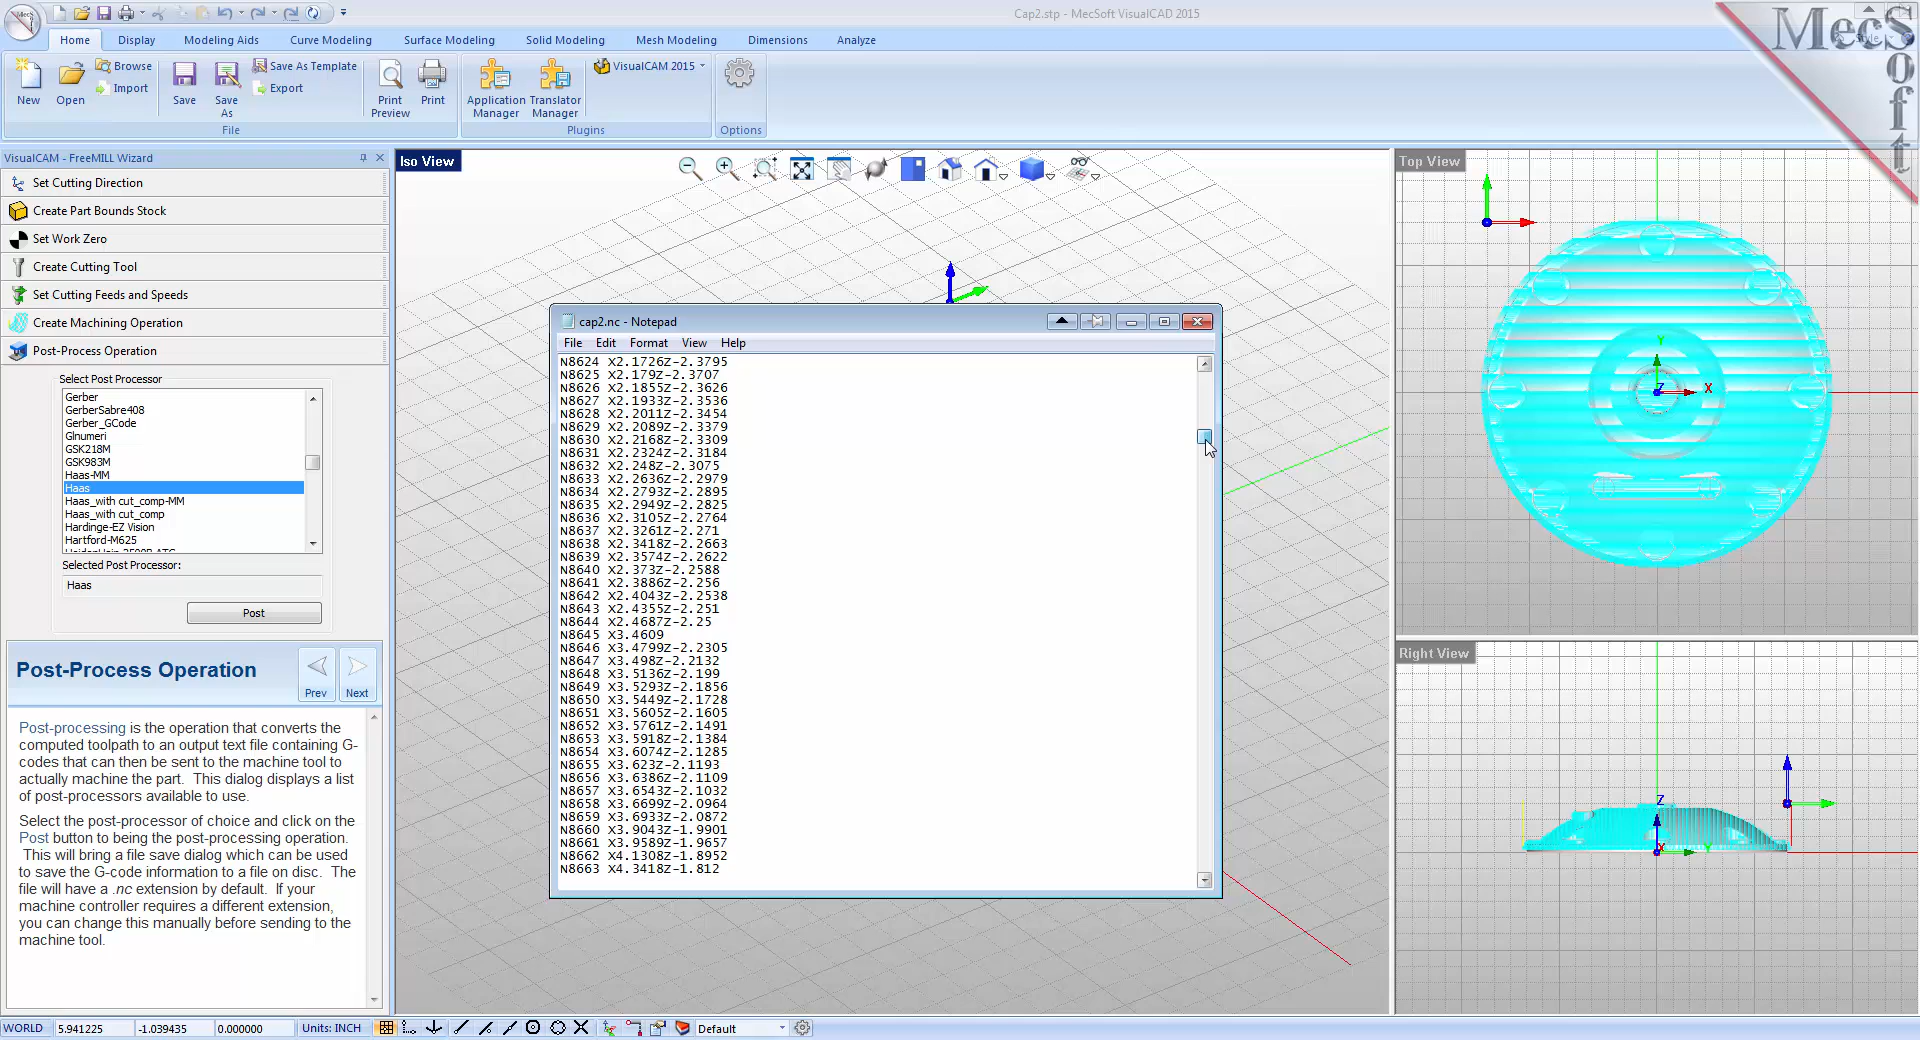 Cap2.stp - MecSoft VisualCAD 2015
MecSoft
Home
Display
Modeling Aids
Curve Modeling
Surface Modeling
Solid Modeling
Mesh Modeling
Dimensions
Analyze
New
Open
Browse
Import
Save
Save As
Save As Template
Export
Print Preview
Print
File
Application Manager
Translator Manager
VisualCAM 2015
Plugins
Options
VisualCAM - FreeMILL Wizard
Set Cutting Direction
Create Part Bounds Stock
Set Work Zero
Create Cutting Tool
Set Cutting Feeds and Speeds
Create Machining Operation
Post-Process Operation
Select Post Processor
Gerber
GerberSabre408
Gerber_GCode
Glnumeri
GSK218M
GSK983M
Haas-MM
Haas
Haas_with cut_comp-MM
Haas_with cut_comp
Hardinge-EZ Vision
Hartford-M625
Selected Post Processor:
Haas
Post
Post-Process Operation
Prev
Next
Post-processing is the operation that converts the
computed toolpath to an output text file containing G-
codes that can then be sent to the machine tool to
actually machine the part. This dialog displays a list
of post-processors available to use.
Select the post-processor of choice and click on the
Post button to being the post-processing operation.
This will bring a file save dialog which can be used
to save the G-code information to a file on disc. The
file will have a .nc extension by default. If your
machine controller requires a different extension,
you can change this manually before sending to the
machine tool.
Iso View
cap2.nc - Notepad
File Edit Format View Help
N8624 X2.1726Z-2.3795
N8625 X2.179Z-2.3707
N8626 X2.1855Z-2.3626
N8627 X2.1933Z-2.3536
N8628 X2.2011Z-2.3454
N8629 X2.2089Z-2.3379
N8630 X2.2168Z-2.3309
N8631 X2.2324Z-2.3184
N8632 X2.248Z-2.3075
N8633 X2.2636Z-2.2979
N8634 X2.2793Z-2.2895
N8635 X2.2949Z-2.2825
N8636 X2.3105Z-2.2764
N8637 X2.3261Z-2.271
N8638 X2.3418Z-2.2663
N8639 X2.3574Z-2.2622
N8640 X2.373Z-2.2588
N8641 X2.3886Z-2.256
N8642 X2.4043Z-2.2538
N8643 X2.4355Z-2.251
N8644 X2.4687Z-2.25
N8645 X3.4609
N8646 X3.4799Z-2.2305
N8647 X3.498Z-2.2132
N8648 X3.5136Z-2.199
N8649 X3.5293Z-2.1856
N8650 X3.5449Z-2.1728
N8651 X3.5605Z-2.1605
N8652 X3.5761Z-2.1491
N8653 X3.5918Z-2.1384
N8654 X3.6074Z-2.1285
N8655 X3.623Z-2.1193
N8656 X3.6386Z-2.1109
N8657 X3.6543Z-2.1032
N8658 X3.6699Z-2.0964
N8659 X3.6933Z-2.0872
N8660 X3.9043Z-1.9901
N8661 X3.9589Z-1.9657
N8662 X4.1308Z-1.8952
N8663 X4.3418Z-1.812
Top View
Y
Z
X
Right View
Z
X
Y
WORLD
5.941225
-1.039435
0.000000
Units: INCH
Default